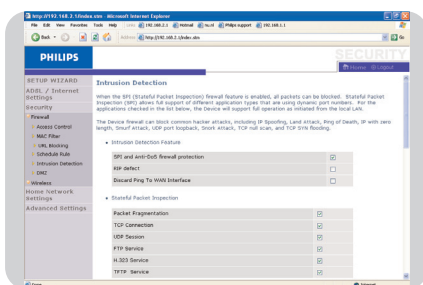 http://192.168.2.1/index.stm - Microsoft Internet Explorer
File Edit View Favorites Tools Help
Back
Address http://192.168.2.1/index.stm
Go
PHILIPS
SECURITY
Home Logout
SETUP WIZARD
ADSL / Internet Settings
Security
Firewall
Access Control
MAC Filter
URL Blocking
Schedule Rule
Intrusion Detection
DMZ
Wireless
Home Network Settings
Advanced Settings
Intrusion Detection
When the SPI (Stateful Packet Inspection) firewall feature is enabled, all packets can be blocked. Stateful Packet
Inspection (SPI) allows full support of different application types that are using dynamic port numbers. For the
applications checked in the list below, the Device will support full operation as initiated from the local LAN.
The Device firewall can block common hacker attacks, including IP Spoofing, Land Attack, Ping of Death, IP with zero
length, Smurf Attack, UDP port loopback, Snork Attack, TCP null scan, and TCP SYN flooding.
Intrusion Detection Feature
SPI and Anti-DoS firewall protection
RIP defect
Discard Ping To WAN Interface
Stateful Packet Inspection
Packet Fragmentation
TCP Connection
UDP Session
FTP Service
H.323 Service
TFTP Service